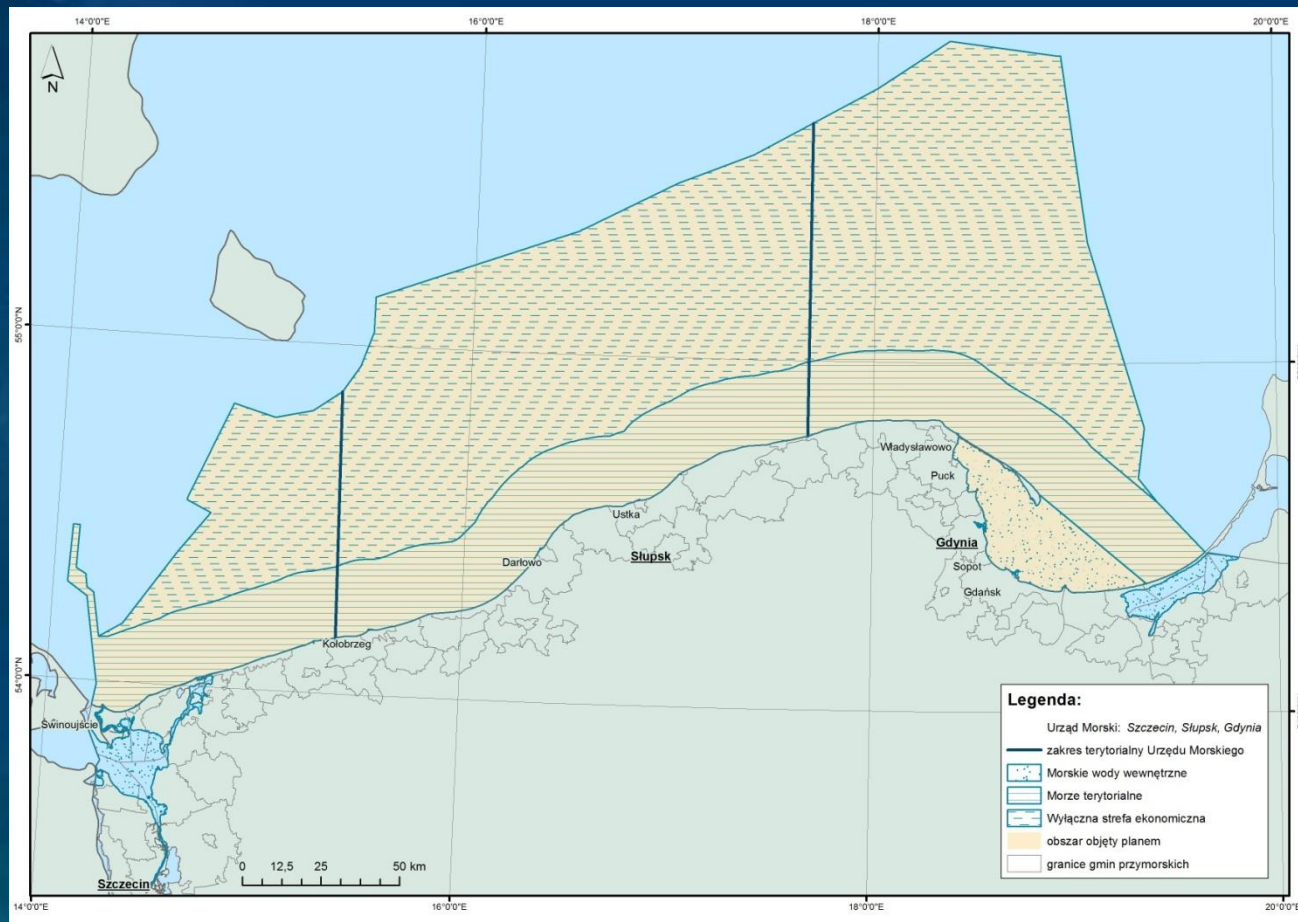 14°0'0"E
16°0'0"E
18°0'0"E
20°0'0"E
N
55°0'0"N
Władysławowo
Puck
Ustka
Gdynia
Słupsk
Darłowo
Sopot
Gdańsk
Kołobrzeg
54°0'0"N
Świnoujście
Szczecin
0 12,5 25 50 km
Legenda:
Urząd Morski: Szczecin, Słupsk, Gdynia
zakres terytorialny Urzędu Morskiego
Morskie wody wewnętrzne
Morze terytorialne
Wyłączna strefa ekonomiczna
obszar objęty planem
granice gmin przymorskich
14°0'0"E
16°0'0"E
18°0'0"E
20°0'0"E